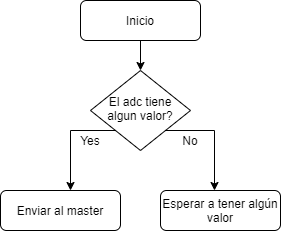 Inicio
El adc tiene
algun valor?
Yes
No
Enviar al master
Esperar a tener algún
valor